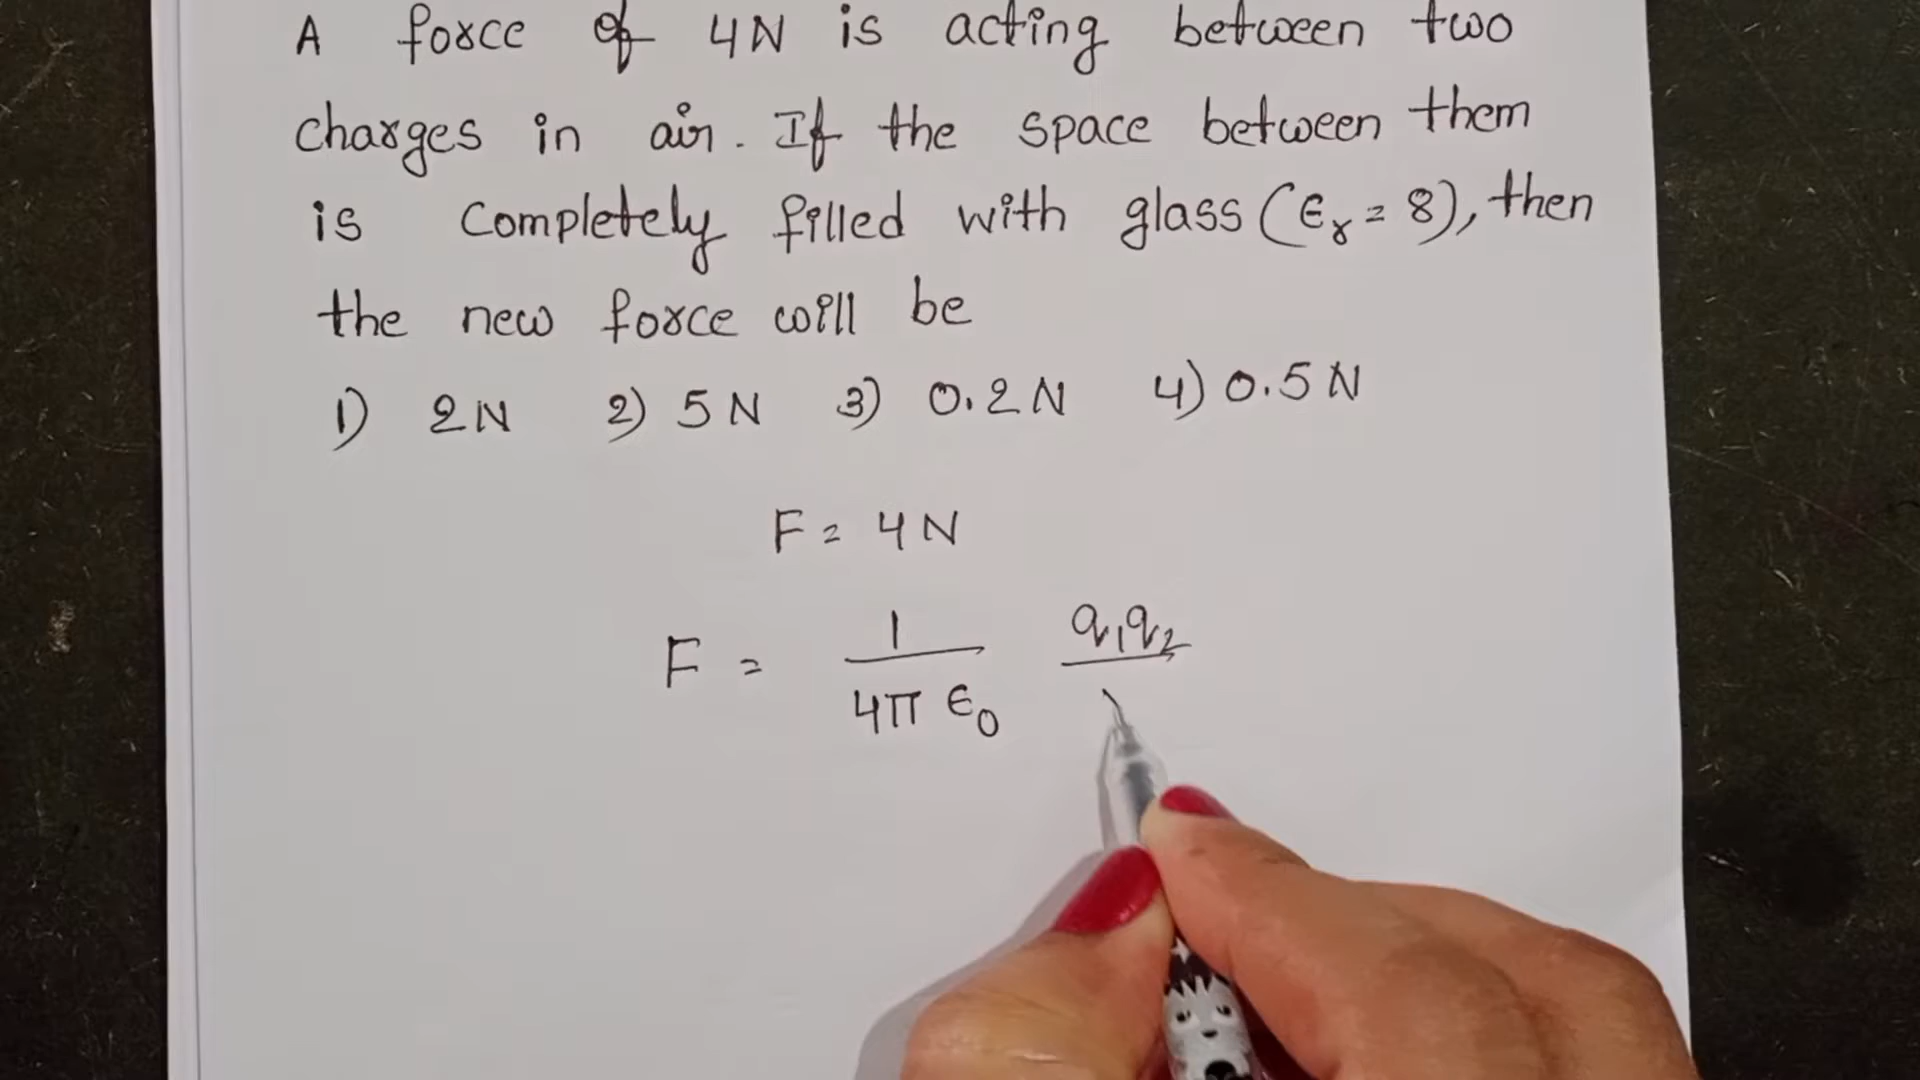 A force of 4N is acting between two
charges in air. If the space between them
is completely filled with glass (ϵr = 8), then
the new force will be
1) 2N 2) 5N 3) 0.2N 4) 0.5N
F = 4N
F = 1/4π ϵ0 q1q2/